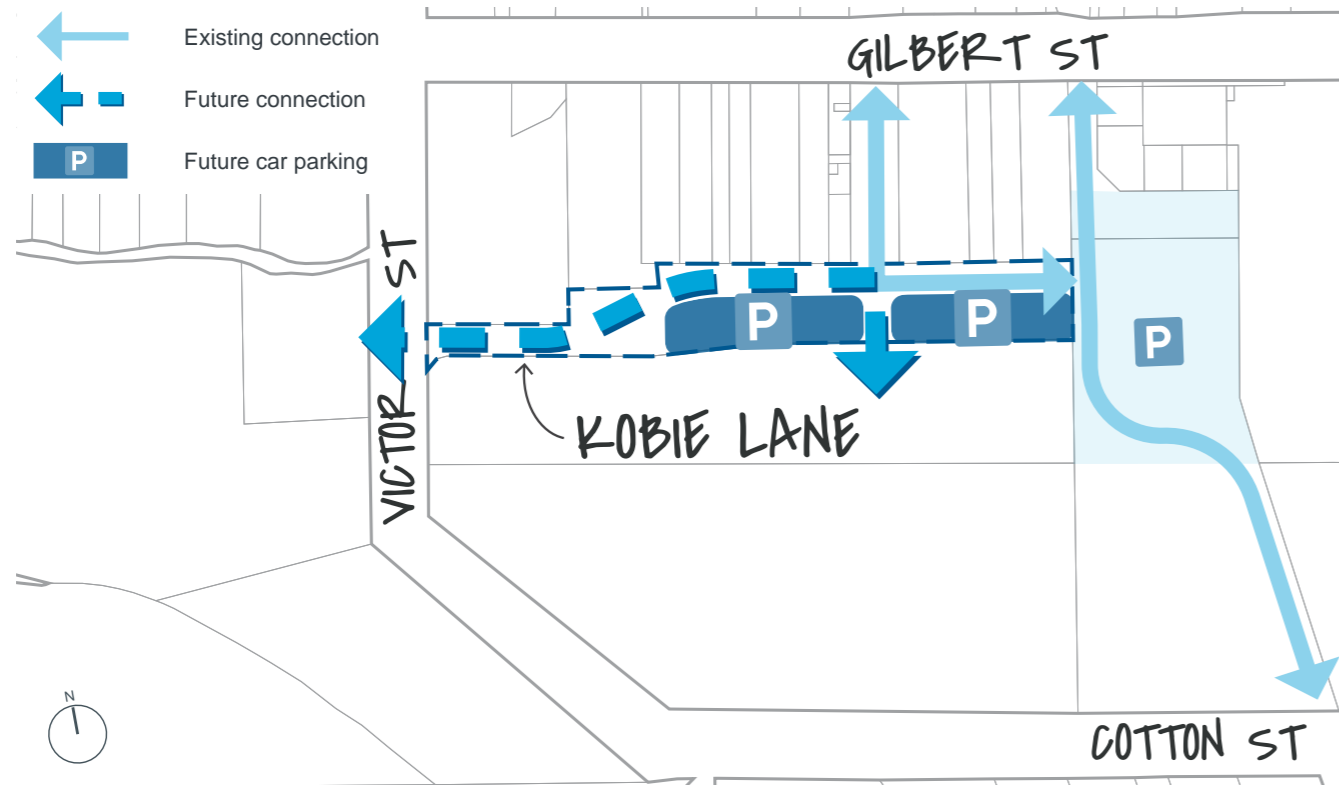 Existing connection
Future connection
P
Future car parking
GILBERT ST
VICTOR ST
P
P
P
KOBIE LANE
N
COTTON ST